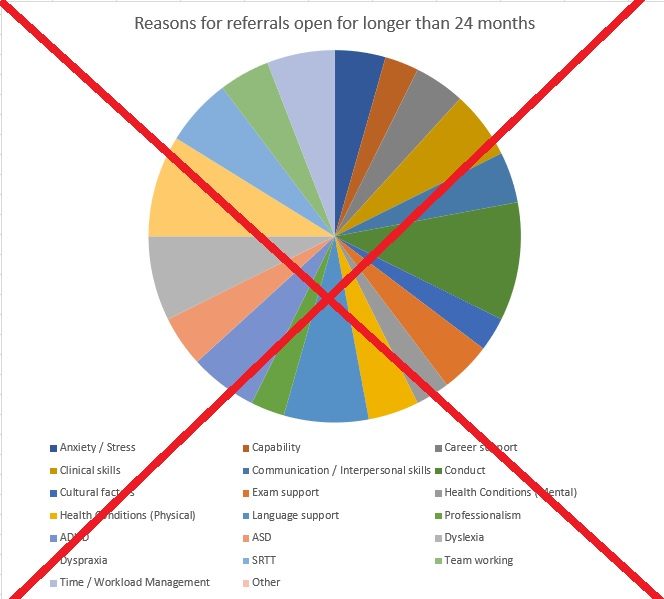 Reasons for referrals open for longer than 24 months
Anxiety / Stress Capability Career support
Clinical skills Communication / Interpersonal skills Conduct
Cultural factors Exam support Health Conditions (Mental)
Health Conditions (Physical) Language support Professionalism
ADHD ASD Dyslexia
Dyspraxia SRTT Team working
Time / Workload Management Other